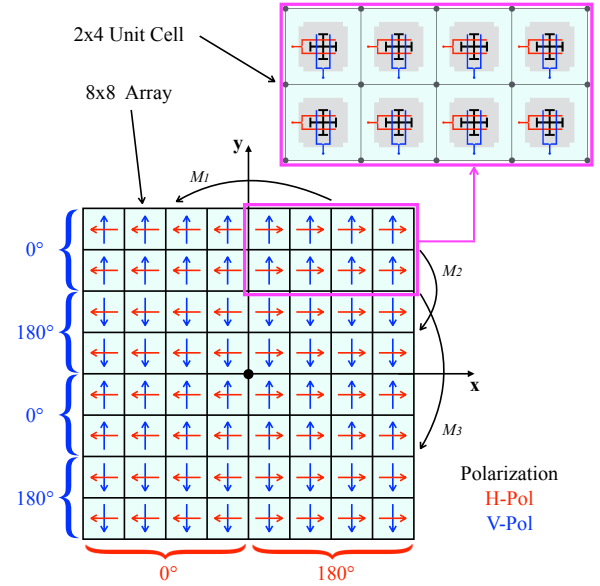 2x4 Unit Cell
8x8 Array
y
M1
0°
M2
180°
x
0°
M3
Polarization
H-Pol
V-Pol
180°
0°
180°